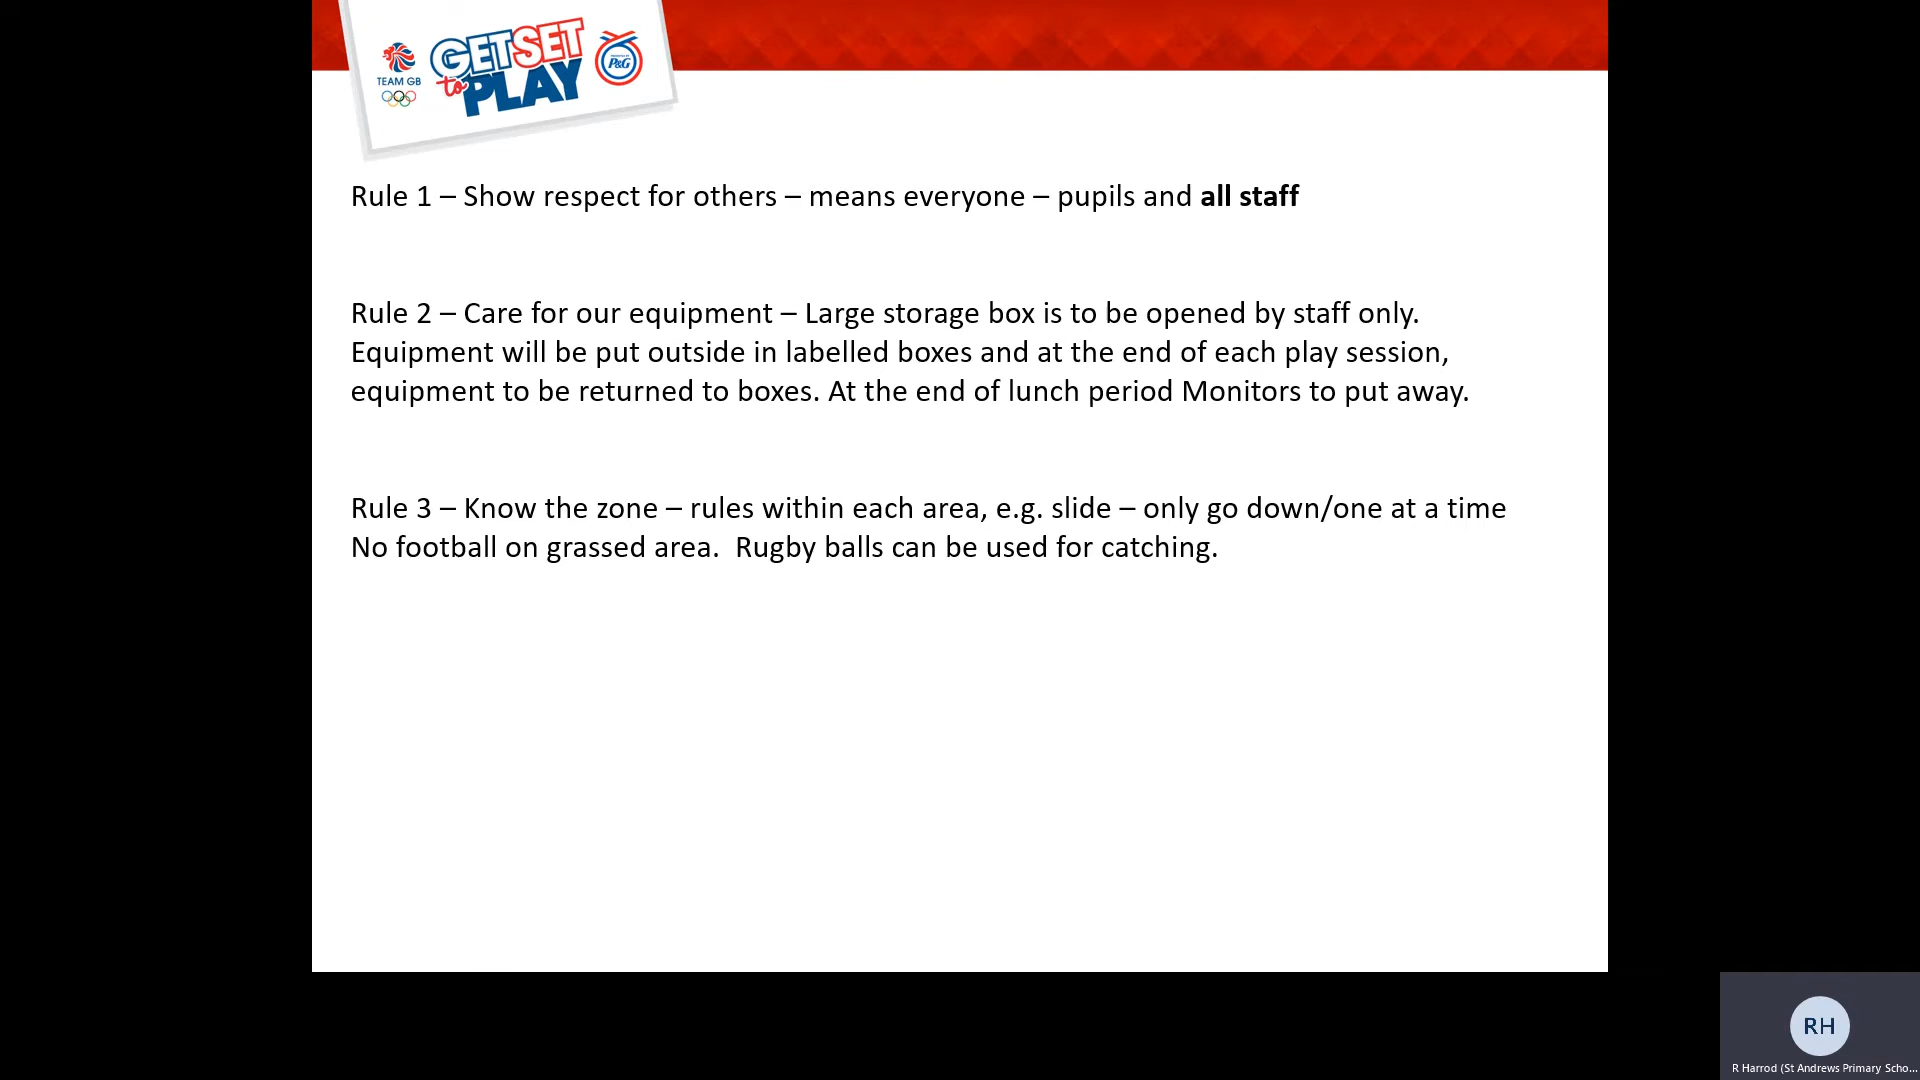 TEAM GB
GET SET
to PLAY
P&G
Rule 1 – Show respect for others – means everyone – pupils and all staff
Rule 2 – Care for our equipment – Large storage box is to be opened by staff only.
Equipment will be put outside in labelled boxes and at the end of each play session,
equipment to be returned to boxes. At the end of lunch period Monitors to put away.
Rule 3 – Know the zone – rules within each area, e.g. slide – only go down/one at a time
No football on grassed area.  Rugby balls can be used for catching.
RH
R Harrod (St Andrews Primary Scho...